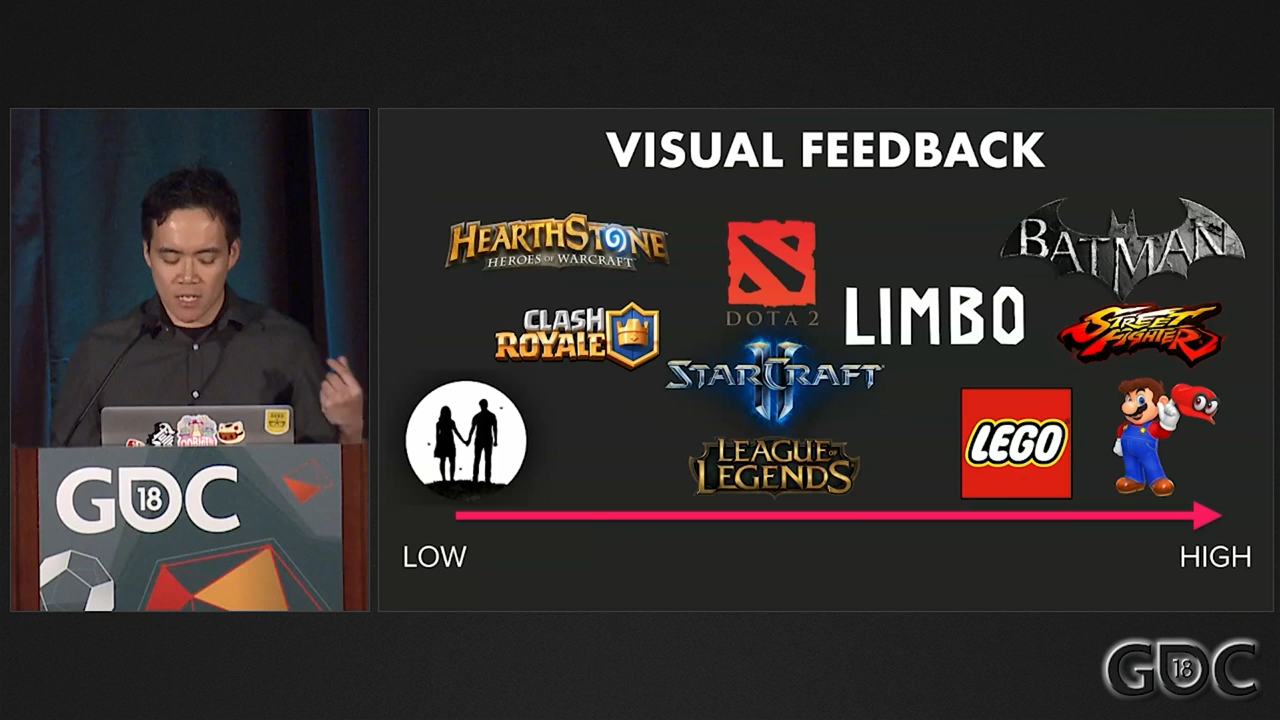 VISUAL FEEDBACK
HEARTHSTONE
HEROES OF WARCRAFT
DOTA 2
BATMAN
LIMBO
CLASH
ROYALE
STREET
FIGHTER
STARCRAFT
II
LEGO
LEAGUE OF
LEGENDS
LOW
HIGH
GDC
18
GDC
18